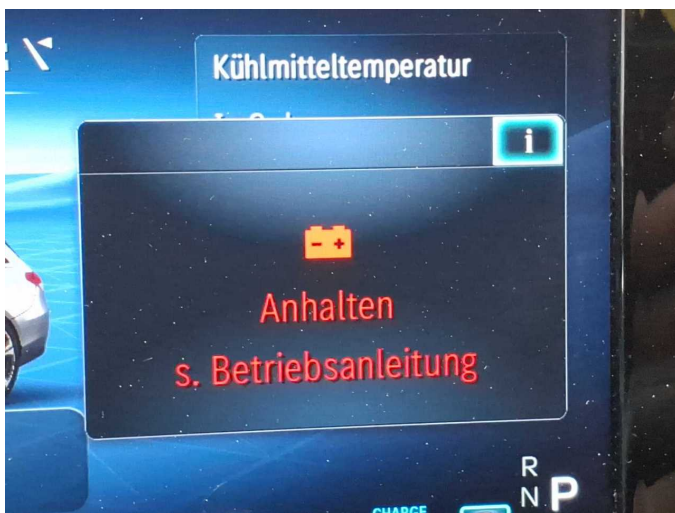 Kühlmitteltemperatur
i
- +
Anhalten
s. Betriebsanleitung
R
N P
CHARGE